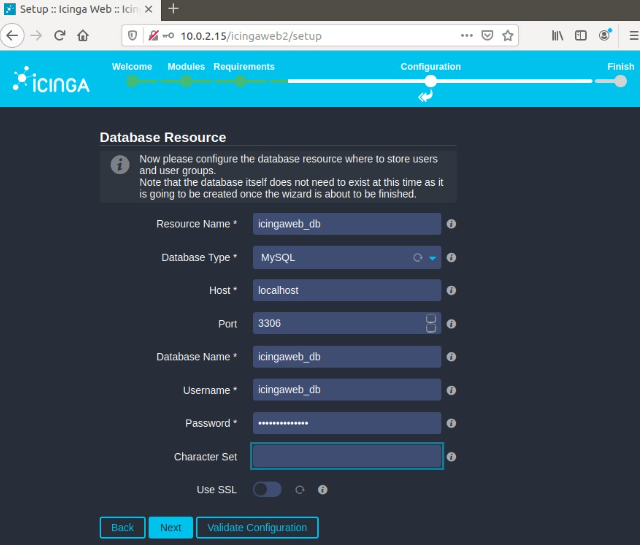 Setup :: Icinga Web :: Icin
10.0.2.15/icingaweb2/setup
ICINGA
Welcome Modules Requirements Configuration Finish
Database Resource
Now please configure the database resource where to store users
and user groups.
Note that the database itself does not need to exist at this time as it
is going to be created once the wizard is about to be finished.
Resource Name * icingaweb_db
Database Type * MySQL
Host * localhost
Port 3306
Database Name * icingaweb_db
Username * icingaweb_db
Password * ••••••••••••••
Character Set
Use SSL
Back Next Validate Configuration